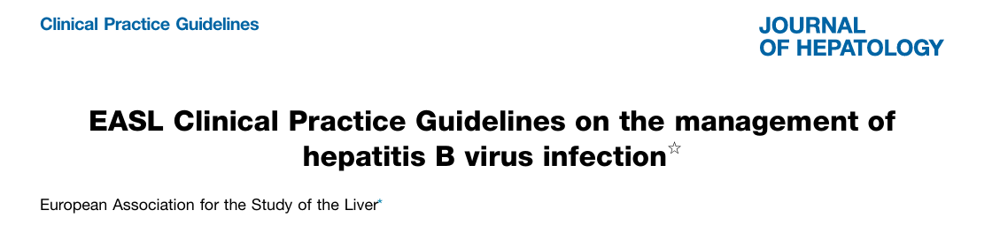 Clinical Practice Guidelines
JOURNAL
OF HEPATOLOGY
EASL Clinical Practice Guidelines on the management of
hepatitis B virus infection☆
European Association for the Study of the Liver*